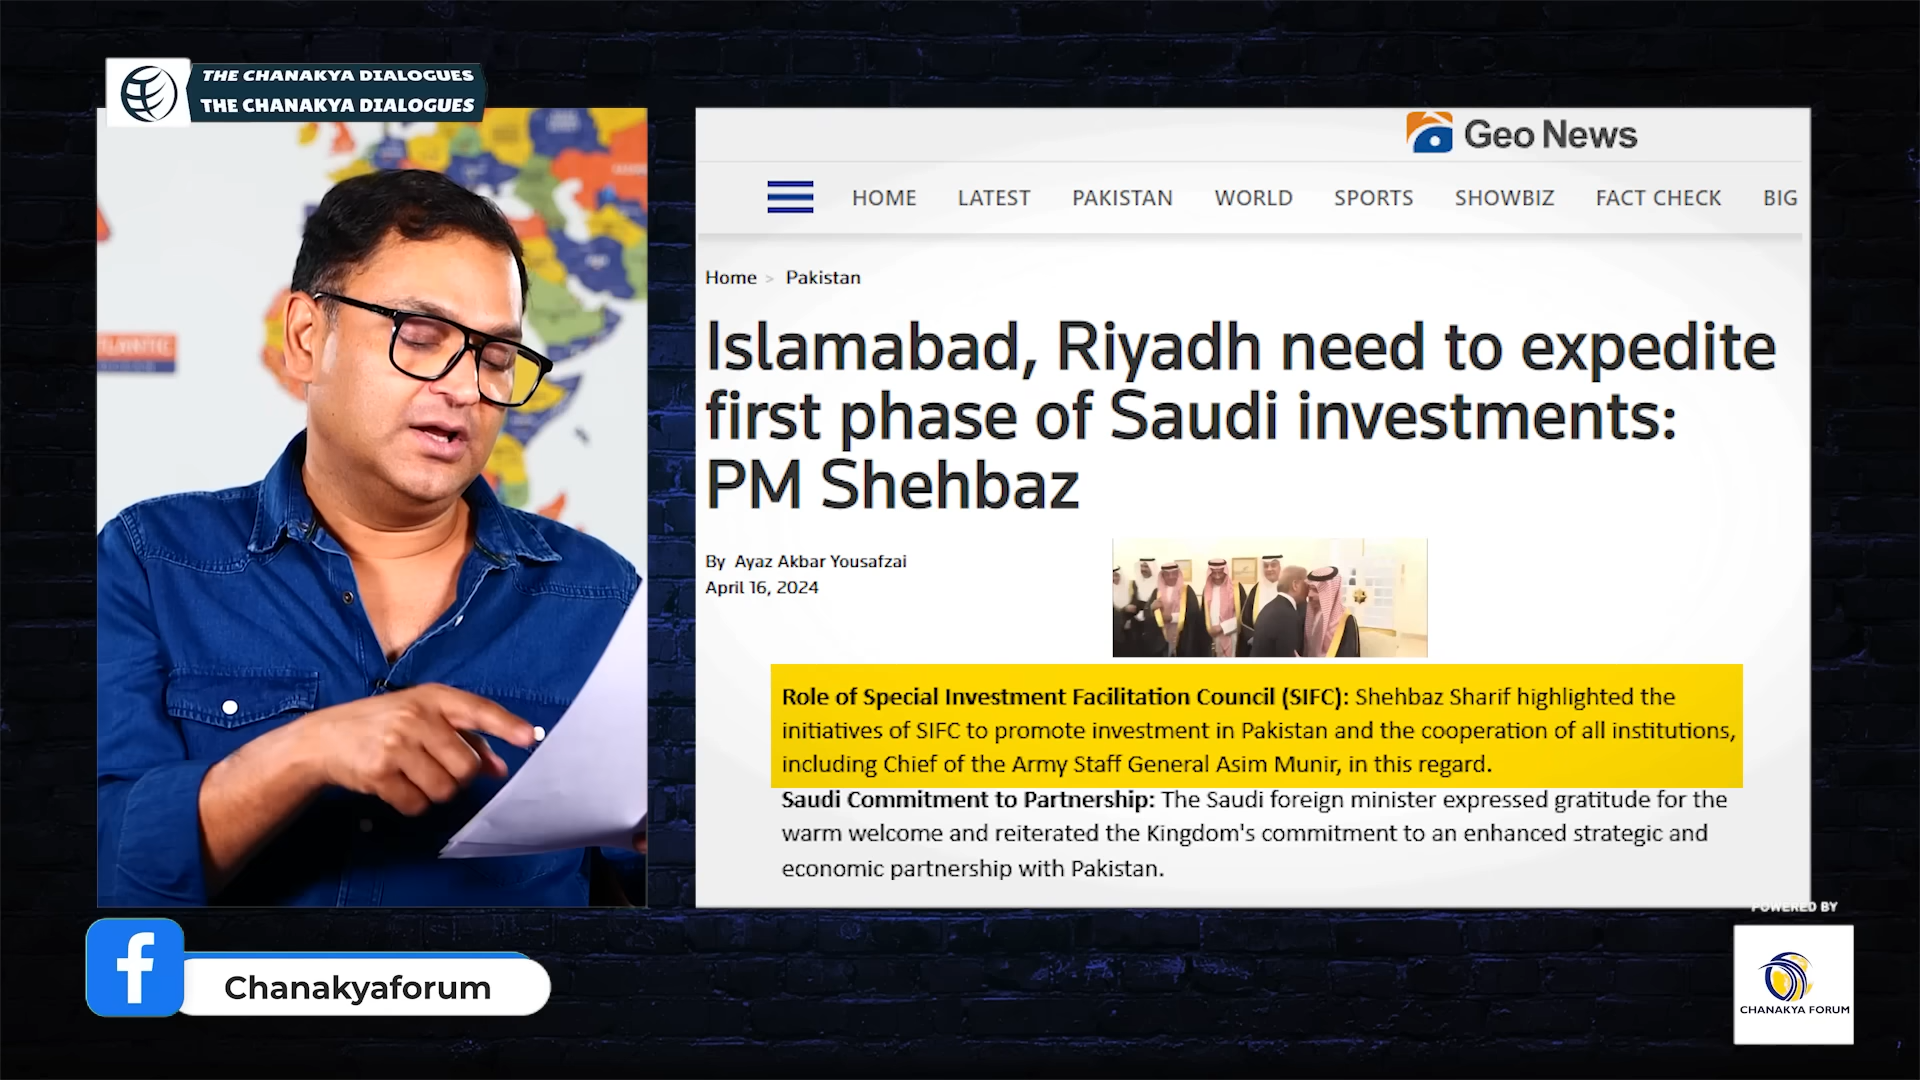 THE CHANAKYA DIALOGUES
THE CHANAKYA DIALOGUES
Geo News
HOME LATEST PAKISTAN WORLD SPORTS SHOWBIZ FACT CHECK BIG
Home > Pakistan
Islamabad, Riyadh need to expedite
first phase of Saudi investments:
PM Shehbaz
By Ayaz Akbar Yousafzai
April 16, 2024
Role of Special Investment Facilitation Council (SIFC): Shehbaz Sharif highlighted the
initiatives of SIFC to promote investment in Pakistan and the cooperation of all institutions,
including Chief of the Army Staff General Asim Munir, in this regard.
Saudi Commitment to Partnership: The Saudi foreign minister expressed gratitude for the
warm welcome and reiterated the Kingdom's commitment to an enhanced strategic and
economic partnership with Pakistan.
Chanakyaforum
POWERED BY
CHANAKYA FORUM